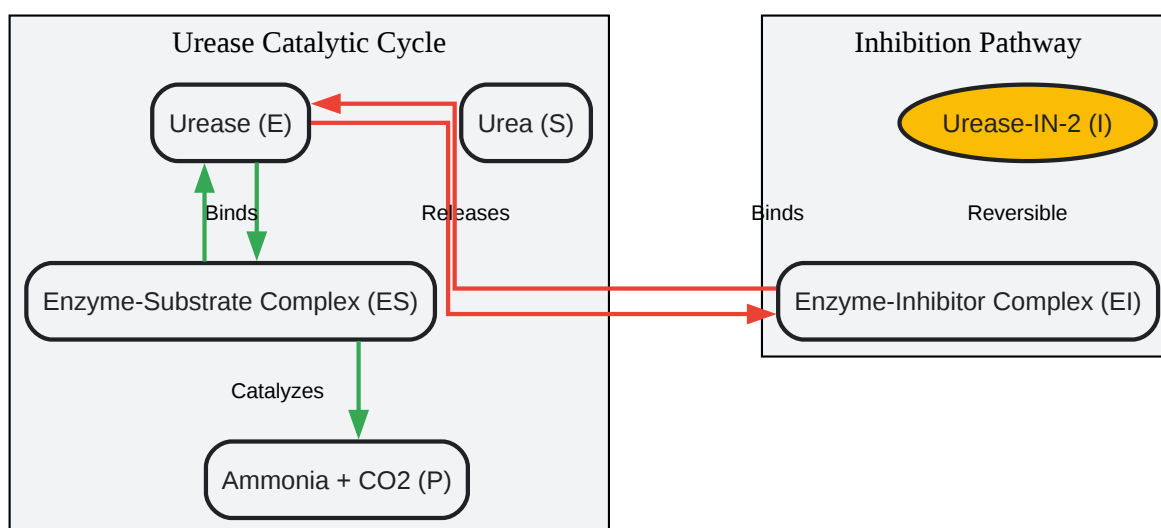 Urease Catalytic Cycle
Inhibition Pathway
Urease (E)
Urea (S)
Urease-IN-2 (I)
Binds
Releases
Binds
Reversible
Enzyme-Substrate Complex (ES)
Enzyme-Inhibitor Complex (EI)
Catalyzes
Ammonia + CO2 (P)